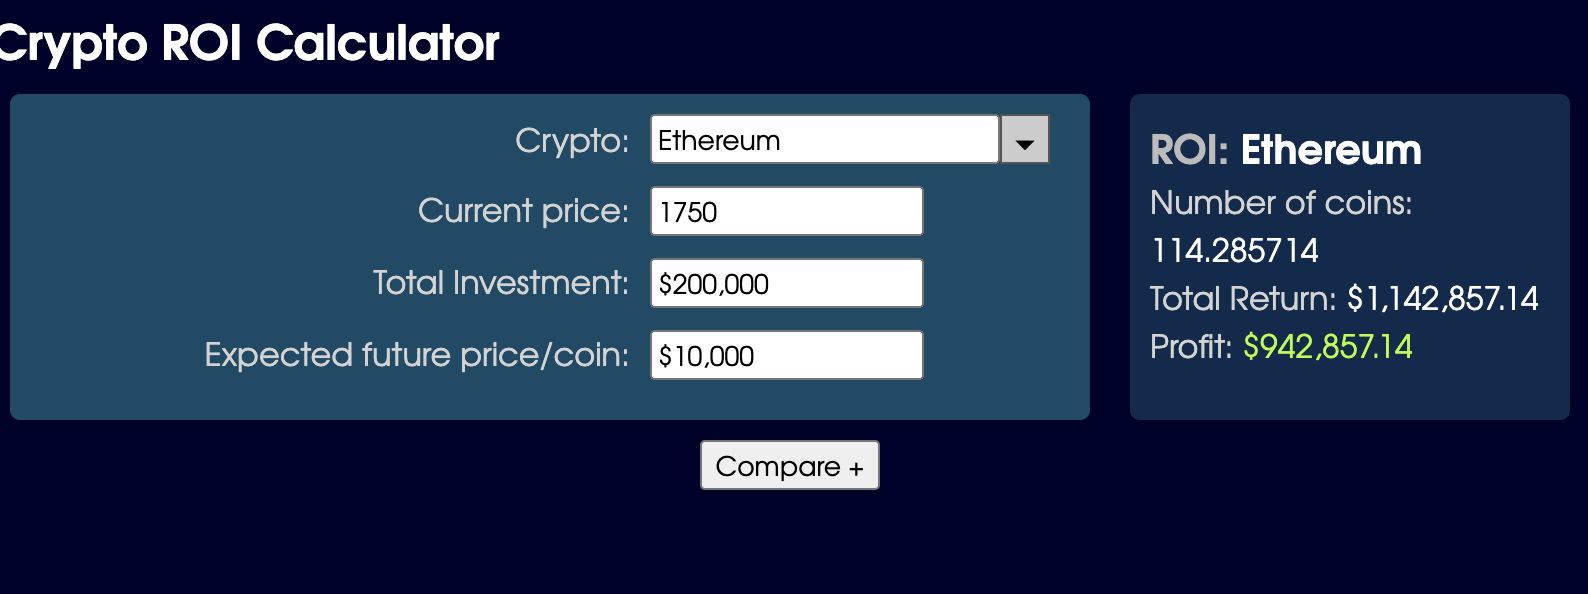 Crypto ROI Calculator
Crypto: Ethereum
Current price: 1750
Total Investment: $200,000
Expected future price/coin: $10,000
Compare +
ROI: Ethereum
Number of coins:
114.285714
Total Return: $1,142,857.14
Profit: $942,857.14